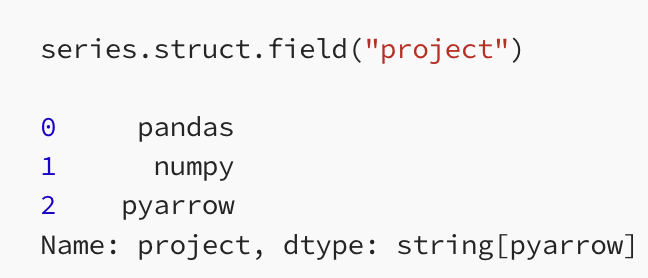 series.struct.field("project")
0     pandas
1      numpy
2    pyarrow
Name: project, dtype: string[pyarrow]